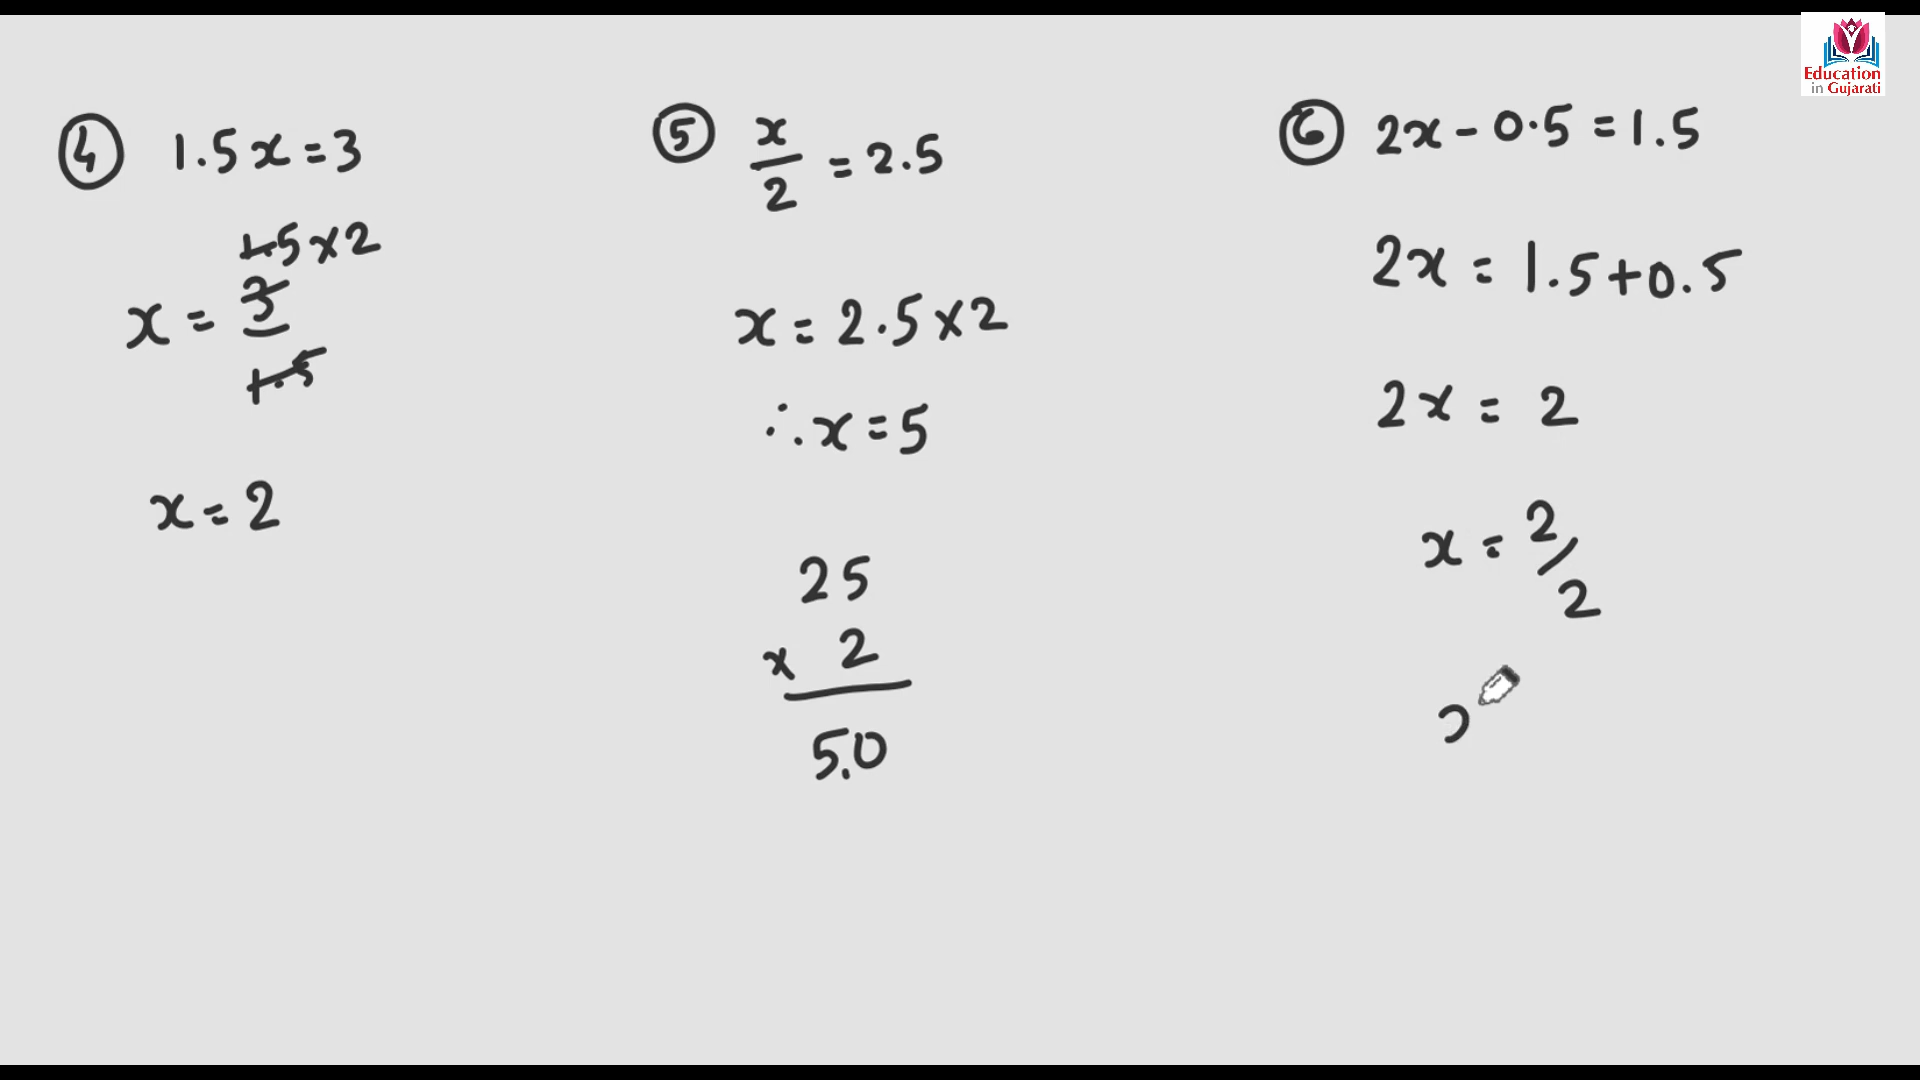 ④ 1.5x=3
1.5×2
x = 3
1.5
x = 2
⑤ x/2 = 2.5
x = 2.5×2
∴ x = 5
25
× 2
5.0
⑥ 2x - 0.5 = 1.5
2x = 1.5+0.5
2x = 2
x = 2/2
Education
in Gujarati